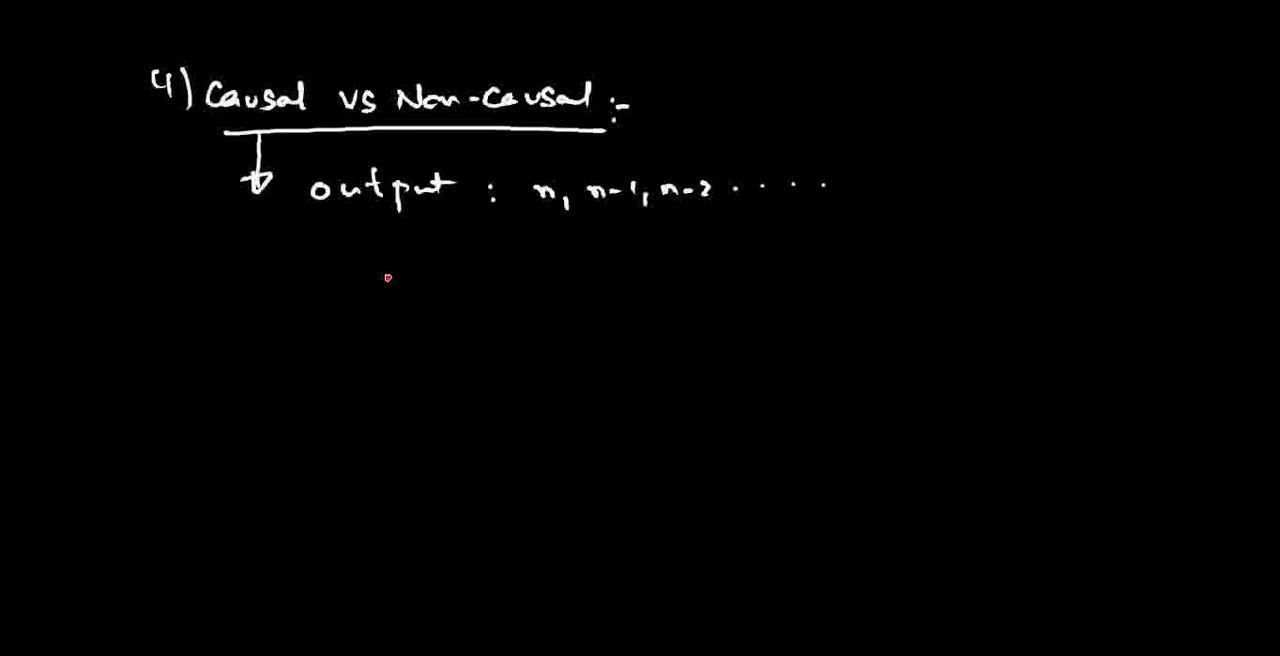 4) Causal vs Non-Causal :-
output : n, n-1, n-2 . . . .